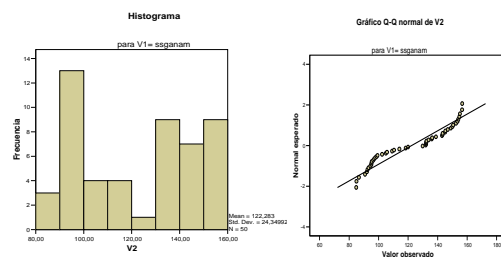 Histograma
para V1= ssganam
Frecuencia
14
12
10
8
6
4
2
0
80,00 100,00 120,00 140,00 160,00
V2
Mean = 122,283
Std. Dev. = 24,34992
N = 50
Gráfico Q-Q normal de V2
para V1= ssganam
Normal esperado
4
2
0
-2
-4
60 80 100 120 140 160 180
Valor observado